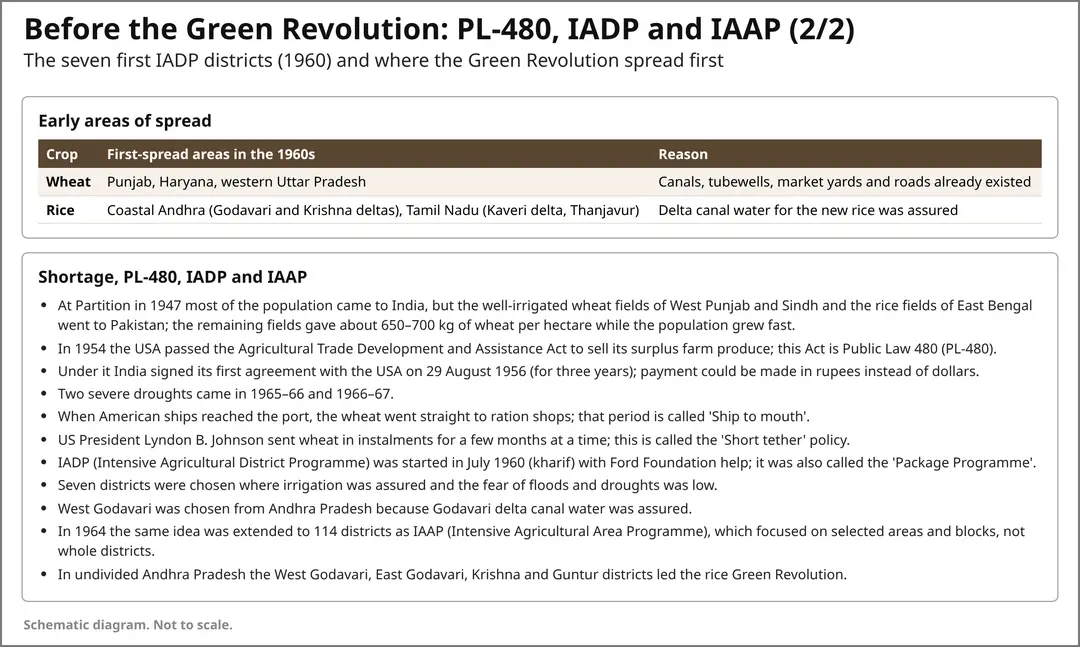 Before the Green Revolution: PL-480, IADP and IAAP (2/2)
The seven first IADP districts (1960) and where the Green Revolution spread first
Early areas of spread
Crop First-spread areas in the 1960s Reason
Wheat Punjab, Haryana, western Uttar Pradesh Canals, tubewells, market yards and roads already existed
Rice Coastal Andhra (Godavari and Krishna deltas), Tamil Nadu (Kaveri delta, Thanjavur) Delta canal water for the new rice was assured
Shortage, PL-480, IADP and IAAP
• At Partition in 1947 most of the population came to India, but the well-irrigated wheat fields of West Punjab and Sindh and the rice fields of East Bengal
went to Pakistan; the remaining fields gave about 650–700 kg of wheat per hectare while the population grew fast.
• In 1954 the USA passed the Agricultural Trade Development and Assistance Act to sell its surplus farm produce; this Act is Public Law 480 (PL-480).
• Under it India signed its first agreement with the USA on 29 August 1956 (for three years); payment could be made in rupees instead of dollars.
• Two severe droughts came in 1965–66 and 1966–67.
• When American ships reached the port, the wheat went straight to ration shops; that period is called 'Ship to mouth'.
• US President Lyndon B. Johnson sent wheat in instalments for a few months at a time; this is called the 'Short tether' policy.
• IADP (Intensive Agricultural District Programme) was started in July 1960 (kharif) with Ford Foundation help; it was also called the 'Package Programme'.
• Seven districts were chosen where irrigation was assured and the fear of floods and droughts was low.
• West Godavari was chosen from Andhra Pradesh because Godavari delta canal water was assured.
• In 1964 the same idea was extended to 114 districts as IAAP (Intensive Agricultural Area Programme), which focused on selected areas and blocks, not
whole districts.
• In undivided Andhra Pradesh the West Godavari, East Godavari, Krishna and Guntur districts led the rice Green Revolution.
Schematic diagram. Not to scale.